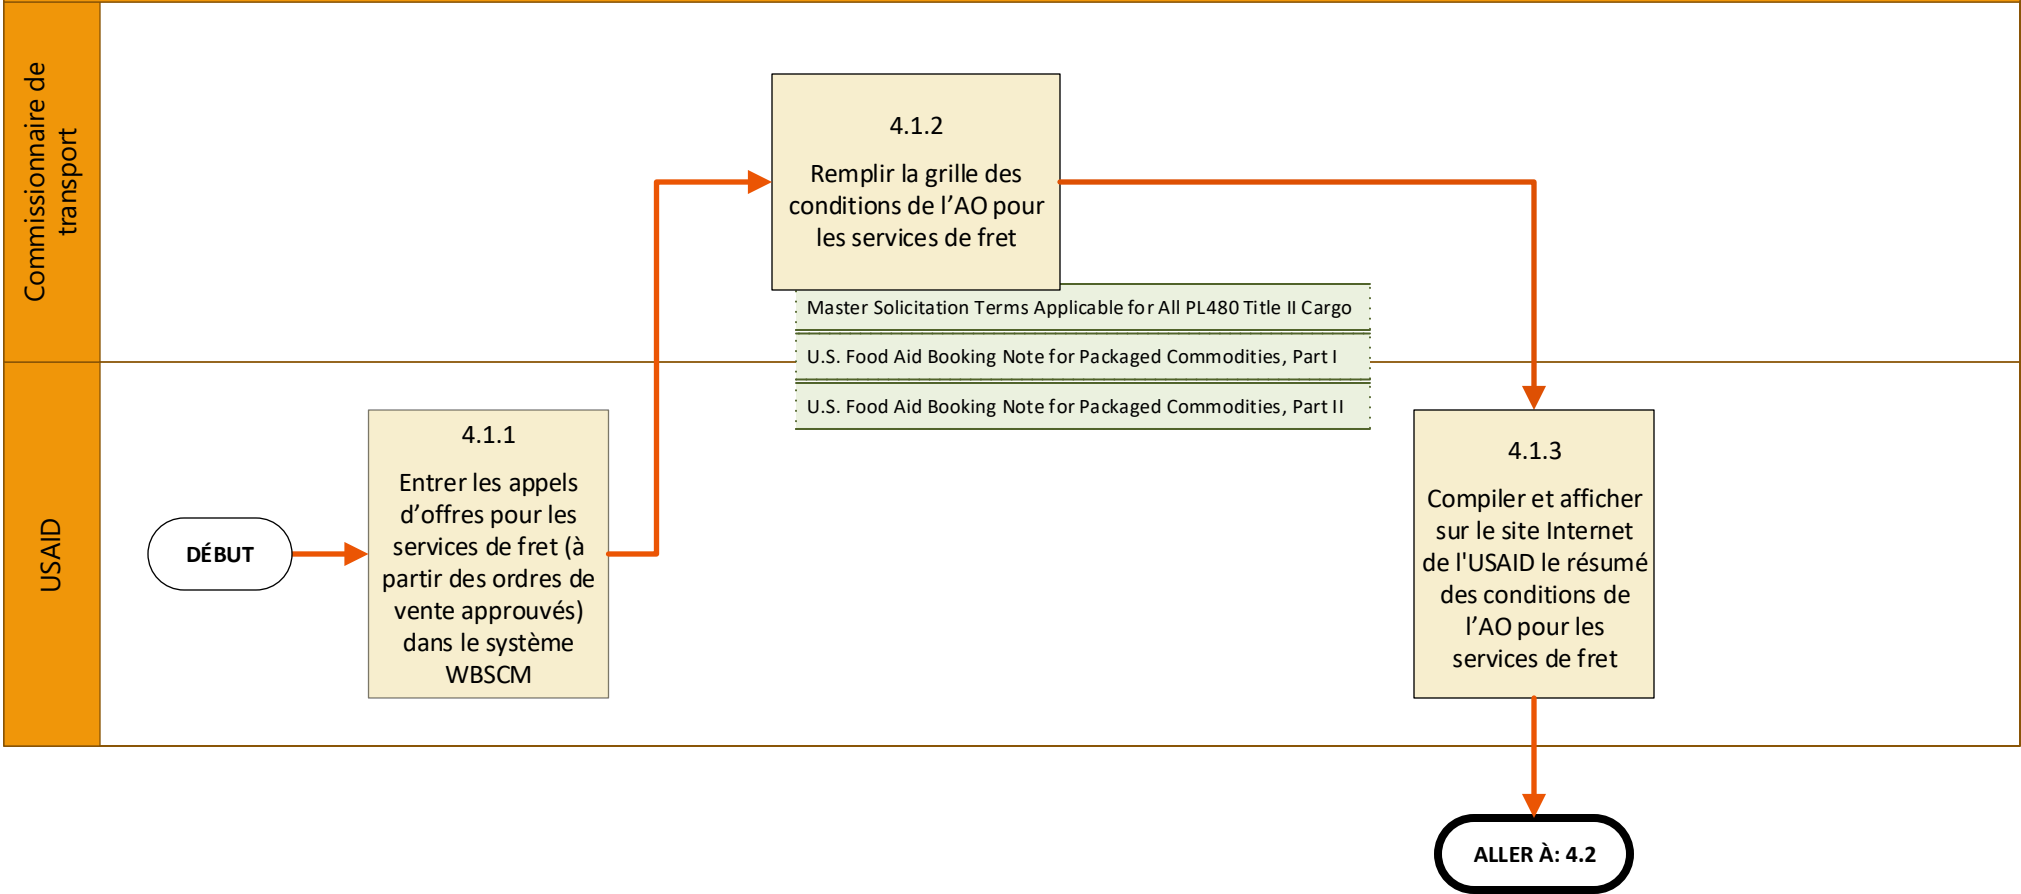 Commissionnaire de
transport
4.1.2
Remplir la grille des
conditions de l’AO pour
les services de fret
Master Solicitation Terms Applicable for All PL480 Title II Cargo
U.S. Food Aid Booking Note for Packaged Commodities, Part I
U.S. Food Aid Booking Note for Packaged Commodities, Part II
USAID
DÉBUT
4.1.1
Entrer les appels
d’offres pour les
services de fret (à
partir des ordres de
vente approuvés)
dans le système
WBSCM
4.1.3
Compiler et afficher
sur le site Internet
de l'USAID le résumé
des conditions de
l’AO pour les
services de fret
ALLER À: 4.2